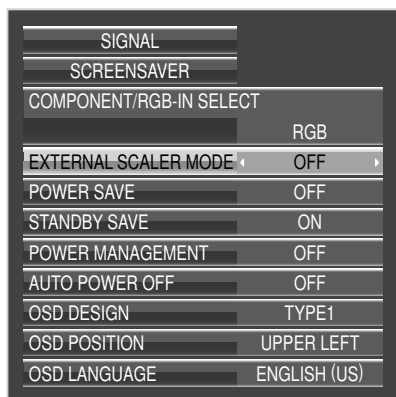 SIGNAL
SCREENSAVER
COMPONENT/RGB-IN SELECT
RGB
EXTERNAL SCALER MODE OFF
POWER SAVE OFF
STANDBY SAVE ON
POWER MANAGEMENT OFF
AUTO POWER OFF OFF
OSD DESIGN TYPE1
OSD POSITION UPPER LEFT
OSD LANGUAGE ENGLISH (US)